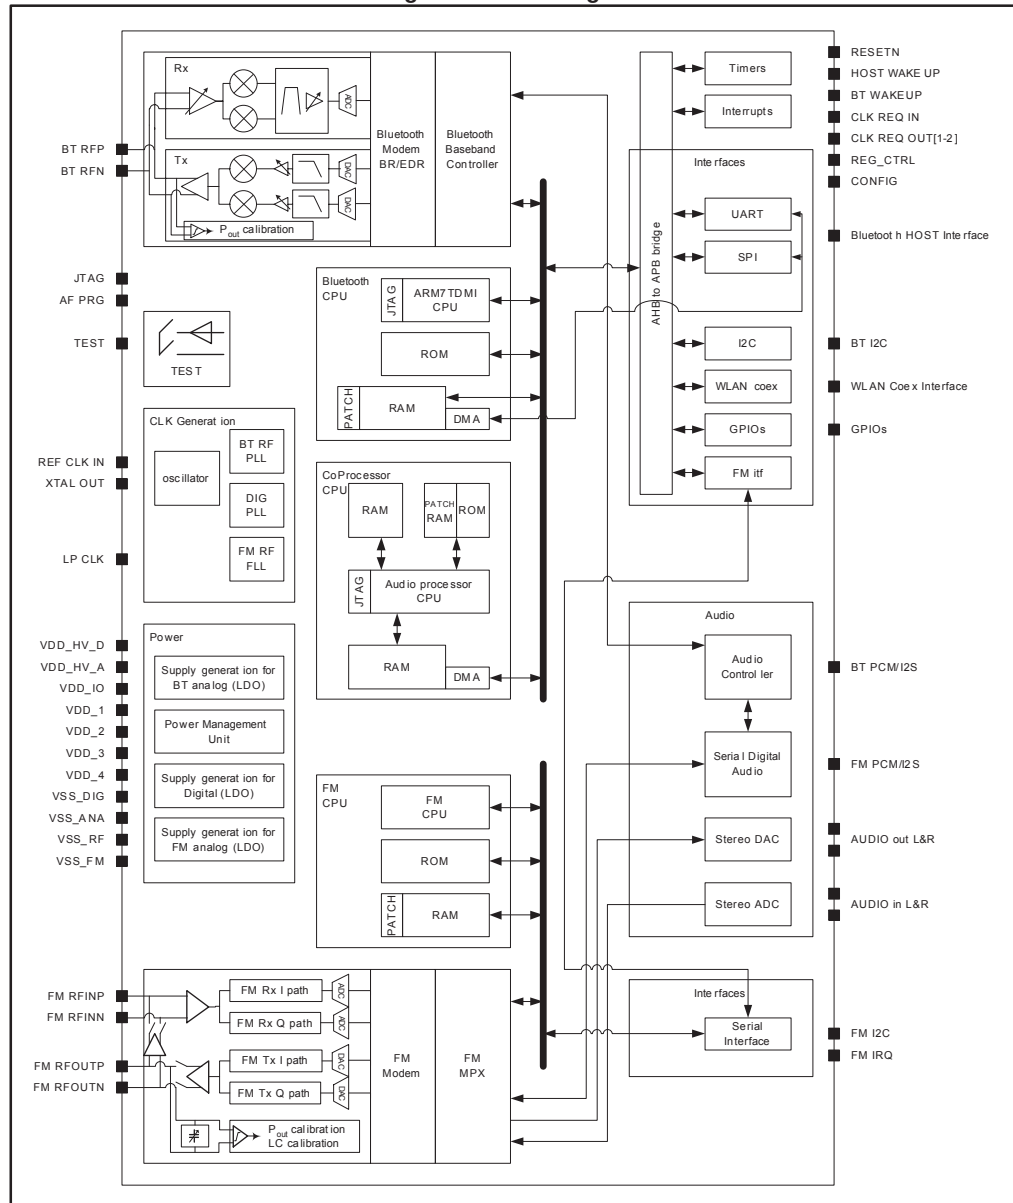 RESETN
HOST WAKE UP
BT WAKEUP
CLK REQ IN
CLK REQ OUT[1-2]
REG_CTRL
CONFIG
Bluetooth HOST Interface
BT I2C
WLAN Coex Interface
GPIOs
BT PCM/I2S
FM PCM/I2S
AUDIO out L&R
AUDIO in L&R
FM I2C
FM IRQ
BT RFP
BT RFN
JTAG
AF PRG
TEST
REF CLK IN
XTAL OUT
LP CLK
VDD_HV_D
VDD_HV_A
VDD_IO
VDD_1
VDD_2
VDD_3
VDD_4
VSS_DIG
VSS_ANA
VSS_RF
VSS_FM
FM RFINP
FM RFINN
FM RFOUTP
FM RFOUTN
Rx
ADC
Tx
DAC
DAC
Pout calibration
Bluetooth
Modem
BR/EDR
Bluetooth
Baseband
Controller
TEST
CLK Generation
oscillator
BT RF
PLL
DIG
PLL
FM RF
FLL
Power
Supply generation for
BT analog (LDO)
Power Management
Unit
Supply generation for
Digital (LDO)
Supply generation for
FM analog (LDO)
Bluetooth
CPU
JTAG
ARM7TDMI
CPU
ROM
PATCH
RAM
DMA
CoProcessor
CPU
RAM
PATCH
RAM
ROM
JTAG
Audio processor
CPU
RAM
DMA
FM
CPU
FM
CPU
ROM
PATCH
RAM
FM Rx I path
ADC
FM Rx Q path
ADC
FM Tx I path
DAC
FM Tx Q path
DAC
Pout calibration
LC calibration
FM
Modem
FM
MPX
AHB to APB bridge
Timers
Interrupts
Interfaces
UART
SPI
I2C
WLAN coex
GPIOs
FM itf
Audio
Audio
Controller
Serial Digital
Audio
Stereo DAC
Stereo ADC
Interfaces
Serial
Interface